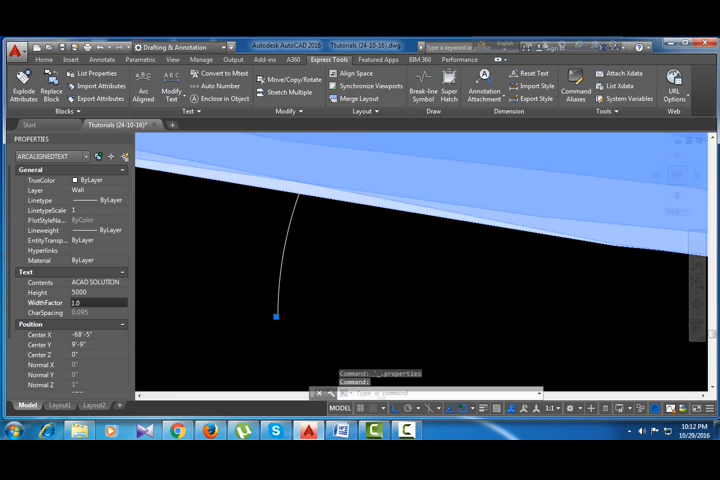 Drafting & Annotation
Autodesk AutoCAD 2016 Ttutorials (24-10-16).dwg
Type a keyword or phrase
Sign In
Home Insert Annotate Parametric View Manage Output Add-ins A360 Express Tools Featured Apps BIM 360 Performance
Explode Attributes
Replace Block
List Properties
Import Attributes
Export Attributes
Arc Aligned
Modify Text
Convert to Mtext
Auto Number
Enclose in Object
Move/Copy/Rotate
Stretch Multiple
Align Space
Synchronize Viewports
Merge Layout
Break-line Symbol
Super Hatch
Annotation Attachment
Reset Text
Import Style
Export Style
Command Aliases
Attach Xdata
List Xdata
System Variables
URL Options
Blocks Text Modify Layout Draw Dimension Tools Web
Start Ttutorials (24-10-16)*
PROPERTIES
ARCALIGNEDTEXT
General
TrueColor ByLayer
Layer Wall
Linetype ByLayer
LinetypeScale 1
PlotStyleNa... ByColor
Lineweight ByLayer
EntityTransp... ByLayer
Hyperlinks
Material ByLayer
Text
Contents ACAD SOLUTION
Height 5000
WidthFactor 1.0
CharSpacing 0.095
Position
Center X -68'-5"
Center Y 9'-9"
Center Z 0"
Normal X 0"
Normal Y 0"
Normal Z 1"
Command: '_.properties
Command:
Type a command
Model Layout1 Layout2 +
MODEL 1:1
10:12 PM
10/29/2016